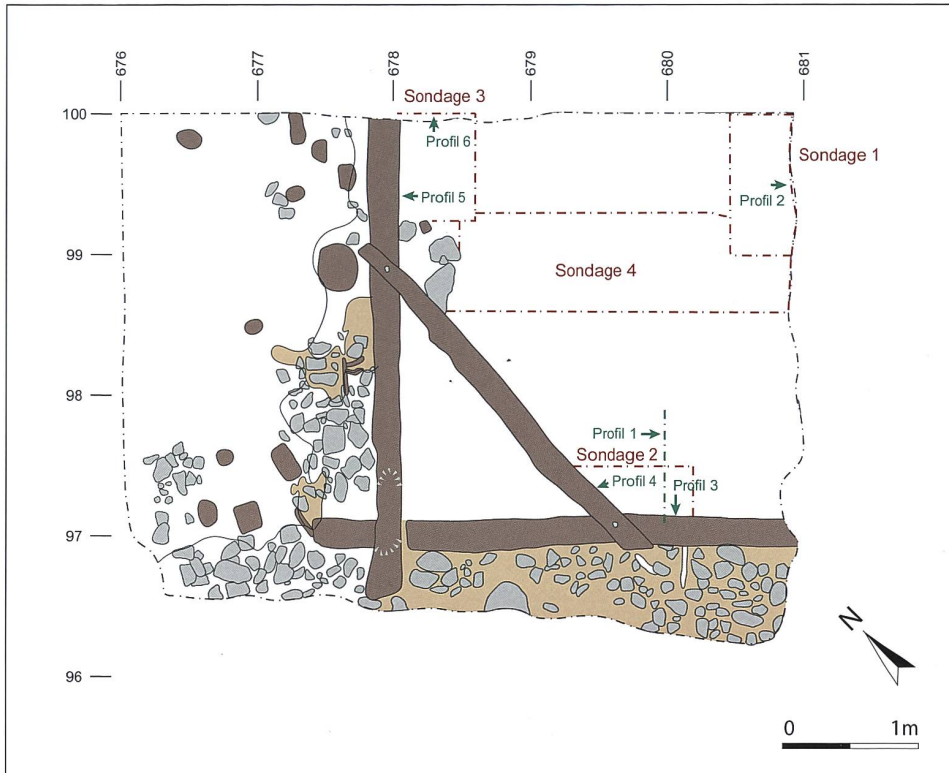 676
677
678
679
680
681
Sondage 3
100
Profil 6
Sondage 1
Profil 2
Profil 5
99
Sondage 4
98
Profil 1
Sondage 2
Profil 4
Profil 3
97
N
96
0 1m